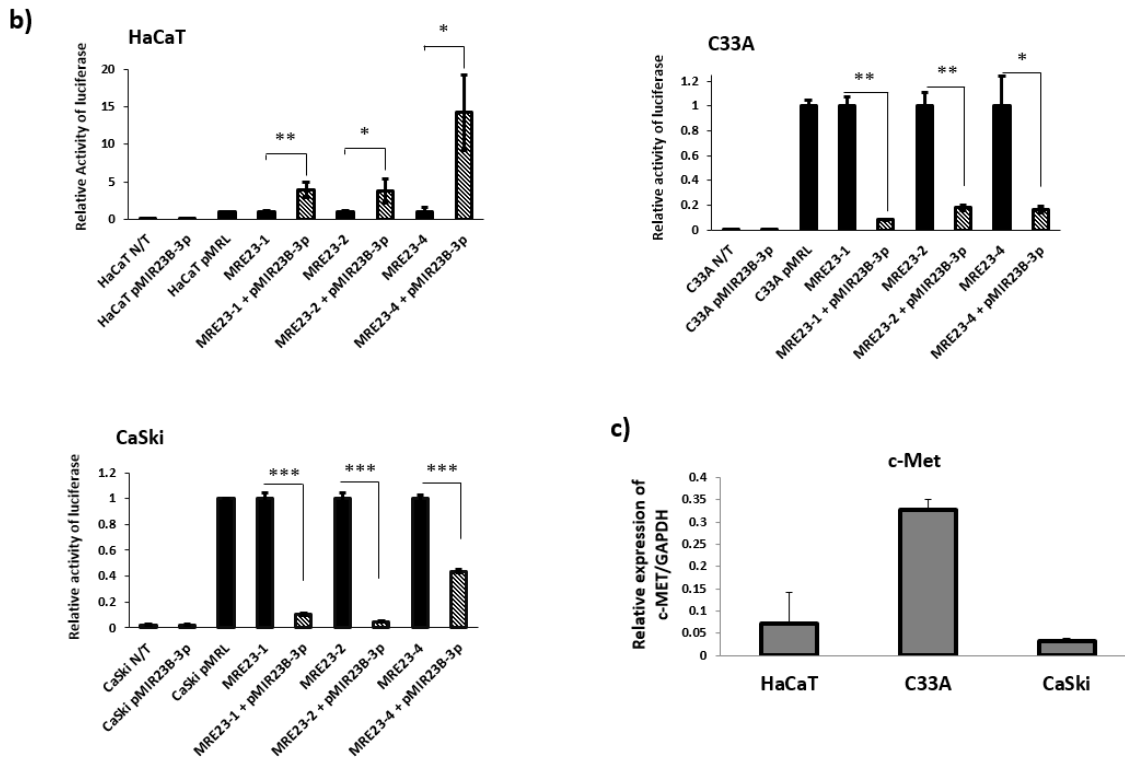 b)
HaCaT
Relative Activity of luciferase
20
15
10
5
0
**
*
*
HaCaT N/T
HaCaT pMIR23B-3p
HaCaT pMRL
MRE23-1
MRE23-1 + pMIR23B-3p
MRE23-2
MRE23-2 + pMIR23B-3p
MRE23-4
MRE23-4 + pMIR23B-3p
C33A
Relative activity of luciferase
1.2
1
0.8
0.6
0.4
0.2
0
**
**
*
C33A N/T
C33A pMIR23B-3p
C33A pMRL
MRE23-1
MRE23-1 + pMIR23B-3p
MRE23-2
MRE23-2 + pMIR23B-3p
MRE23-4
MRE23-4 + pMIR23B-3p
CaSki
Relative activity of luciferase
1.2
1
0.8
0.6
0.4
0.2
0
***
***
***
CaSki N/T
CaSki pMIR23B-3p
CaSki pMRL
MRE23-1
MRE23-1 + pMIR23B-3p
MRE23-2
MRE23-2 + pMIR23B-3p
MRE23-4
MRE23-4 + pMIR23B-3p
c)
c-Met
Relative expression of
c-MET/GAPDH
0.4
0.35
0.3
0.25
0.2
0.15
0.1
0.05
0
HaCaT
C33A
CaSki